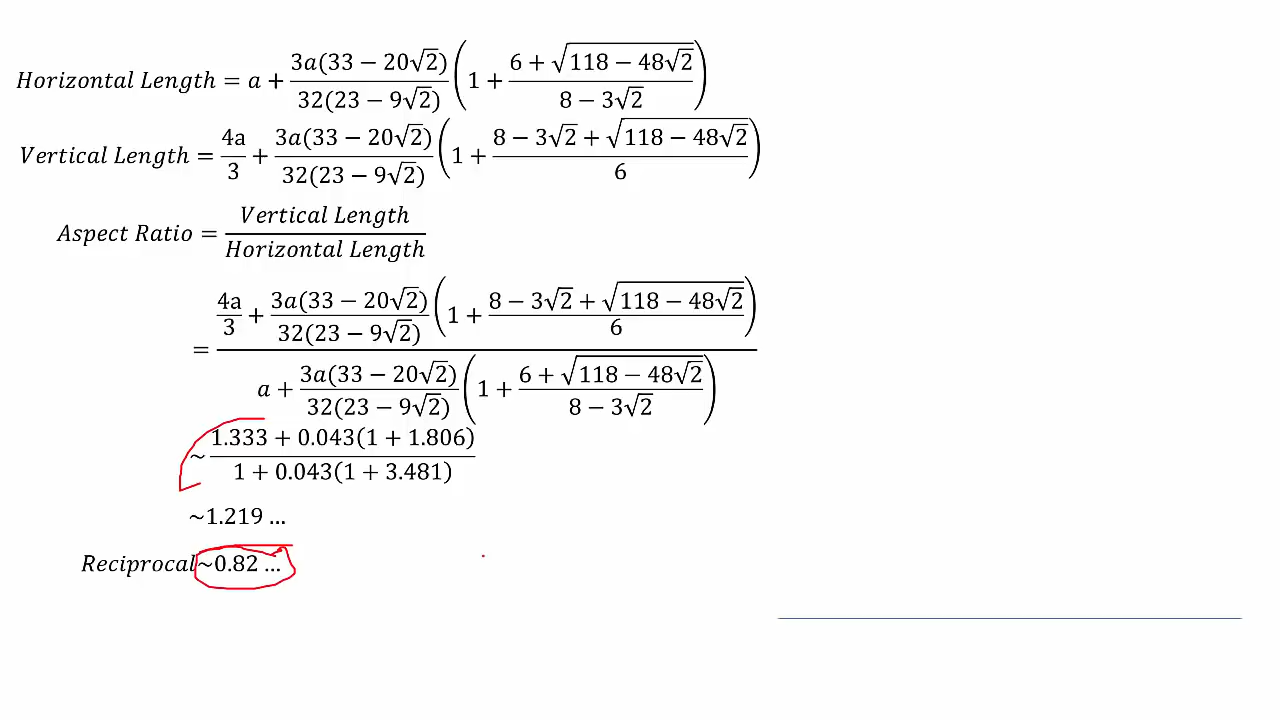 Horizontal Length = a + 3a(33 − 20√2)/32(23 − 9√2) (1 + (6 + √(118 − 48√2))/(8 − 3√2))
Vertical Length = 4a/3 + 3a(33 − 20√2)/32(23 − 9√2) (1 + (8 − 3√2 + √(118 − 48√2))/6)
Aspect Ratio = Vertical Length/Horizontal Length
= (4a/3 + 3a(33 − 20√2)/32(23 − 9√2) (1 + (8 − 3√2 + √(118 − 48√2))/6))/(a + 3a(33 − 20√2)/32(23 − 9√2) (1 + (6 + √(118 − 48√2))/(8 − 3√2)))
~ (1.333 + 0.043(1 + 1.806))/(1 + 0.043(1 + 3.481))
~1.219 …
Reciprocal~0.82 …